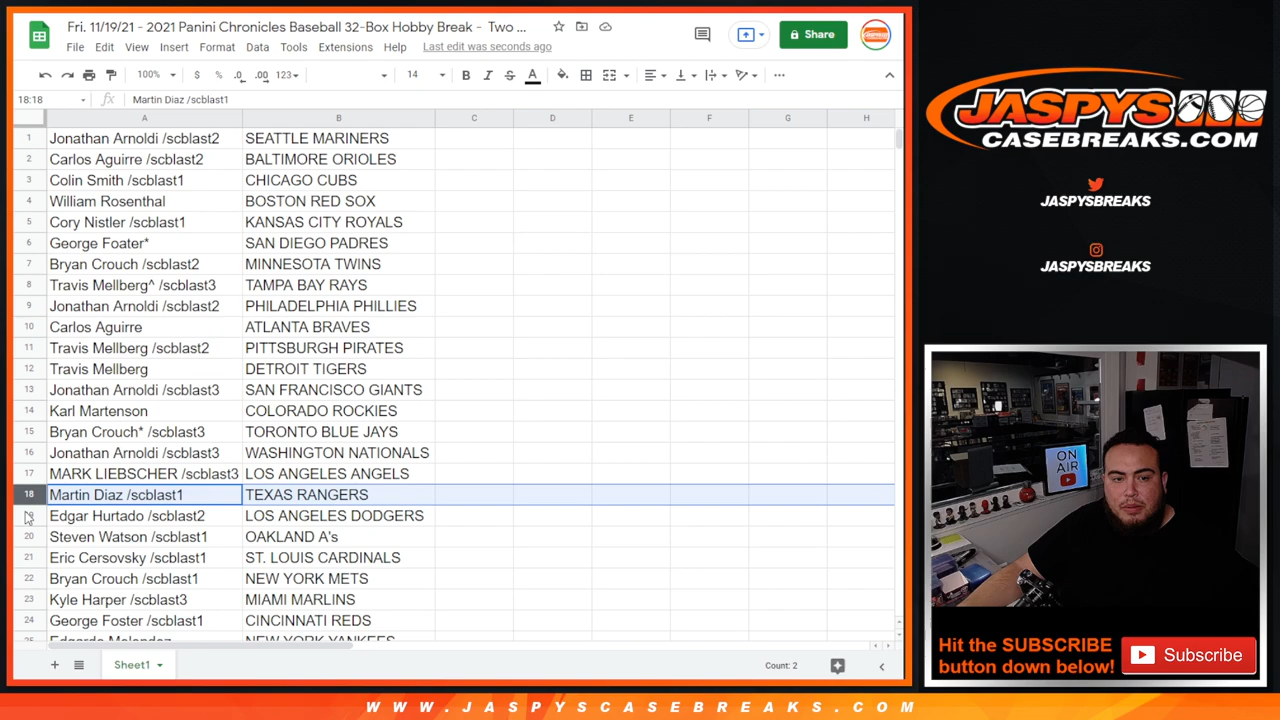 Fri. 11/19/21 - 2021 Panini Chronicles Baseball 32-Box Hobby Break - Two ...
File Edit View Insert Format Data Tools Extensions Help Last edit was seconds ago
Share
100% $ % .0 .00 123 14 B I S A
18:18 fx Martin Diaz /scblast1
A B C D E F G H
1 Jonathan Arnoldi /scblast2 SEATTLE MARINERS
2 Carlos Aguirre /scblast2 BALTIMORE ORIOLES
3 Colin Smith /scblast1 CHICAGO CUBS
4 William Rosenthal BOSTON RED SOX
5 Cory Nistler /scblast1 KANSAS CITY ROYALS
6 George Foater* SAN DIEGO PADRES
7 Bryan Crouch /scblast2 MINNESOTA TWINS
8 Travis Mellberg^ /scblast3 TAMPA BAY RAYS
9 Jonathan Arnoldi /scblast2 PHILADELPHIA PHILLIES
10 Carlos Aguirre ATLANTA BRAVES
11 Travis Mellberg /scblast2 PITTSBURGH PIRATES
12 Travis Mellberg DETROIT TIGERS
13 Jonathan Arnoldi /scblast3 SAN FRANCISCO GIANTS
14 Karl Martenson COLORADO ROCKIES
15 Bryan Crouch* /scblast3 TORONTO BLUE JAYS
16 Jonathan Arnoldi /scblast3 WASHINGTON NATIONALS
17 MARK LIEBSCHER /scblast3 LOS ANGELES ANGELS
18 Martin Diaz /scblast1 TEXAS RANGERS
Edgar Hurtado /scblast2 LOS ANGELES DODGERS
20 Steven Watson /scblast1 OAKLAND A's
21 Eric Cersovsky /scblast1 ST. LOUIS CARDINALS
22 Bryan Crouch /scblast1 NEW YORK METS
23 Kyle Harper /scblast3 MIAMI MARLINS
24 George Foster /scblast1 CINCINNATI REDS
Edgardo Melendez NEW YORK YANKEES
Sheet1
Count: 2
JASPYS
CASEBREAKS.COM
JASPYSBREAKS
JASPYSBREAKS
ON
AIR
Hit the SUBSCRIBE
button down below!
Subscribe
WWW.JASPYSCASEBREAKS.COM